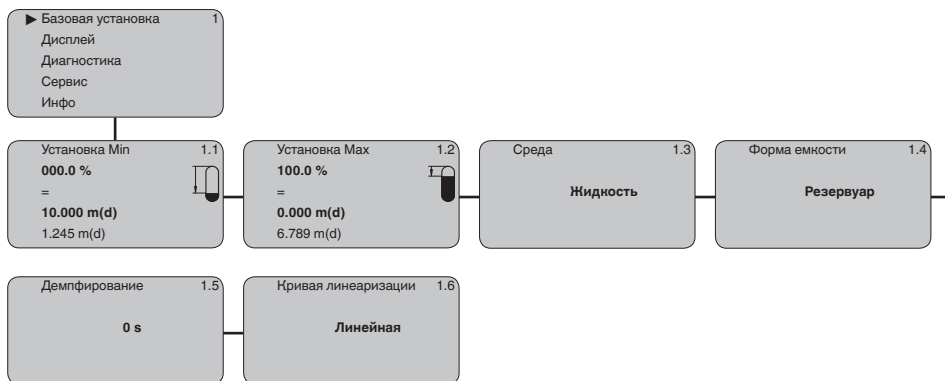 ▶ Базовая установка 1
Дисплей
Диагностика
Сервис
Инфо
Установка Min 1.1
000.0 %
=
10.000 m(d)
1.245 m(d)
Установка Max 1.2
100.0 %
=
0.000 m(d)
6.789 m(d)
Среда 1.3
Жидкость
Форма емкости 1.4
Резервуар
Демпфирование 1.5
0 s
Кривая линеаризации 1.6
Линейная